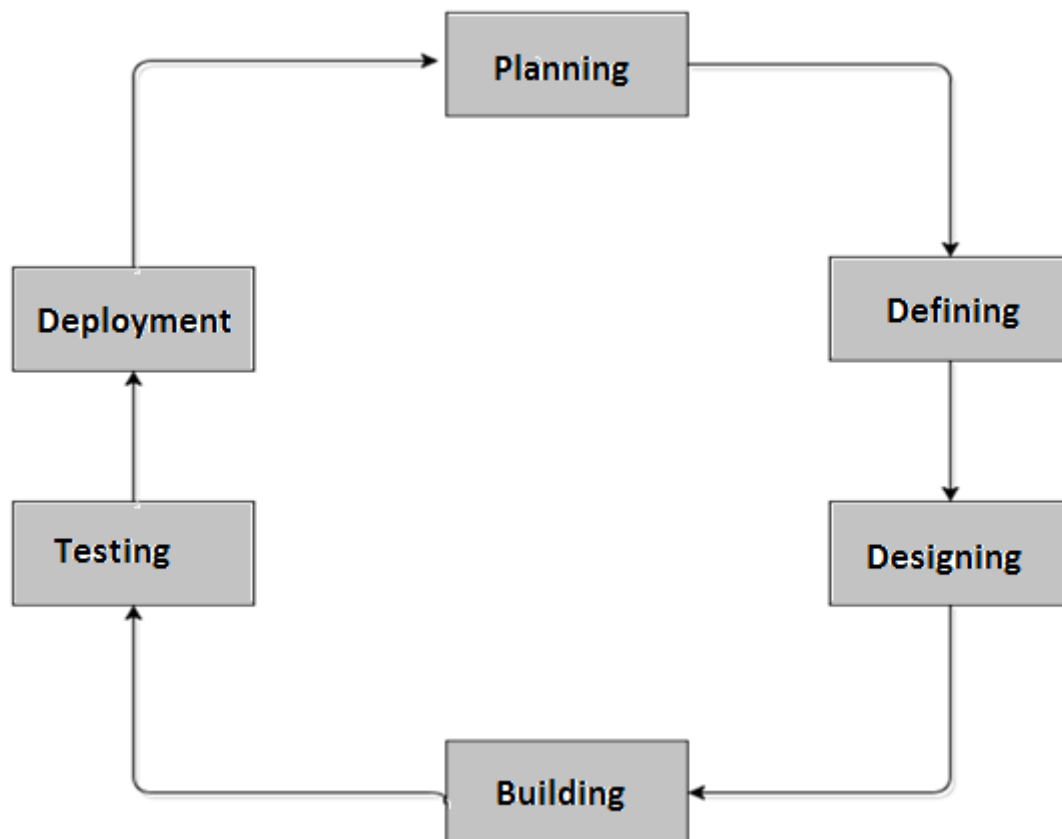 Planning
Defining
Designing
Building
Testing
Deployment